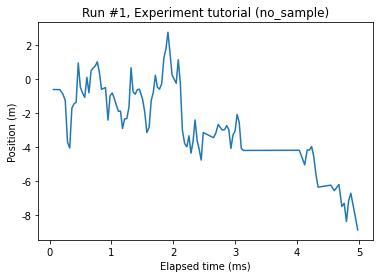 Run #1, Experiment tutorial (no_sample)
Position (m)
2
0
-2
-4
-6
-8
0 1 2 3 4 5
Elapsed time (ms)